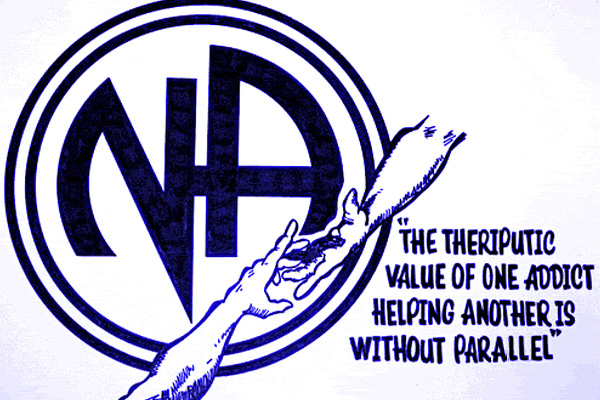 NA
"THE THERIPUTIC
VALUE OF ONE ADDICT
HELPING ANOTHER IS
WITHOUT PARALLEL"